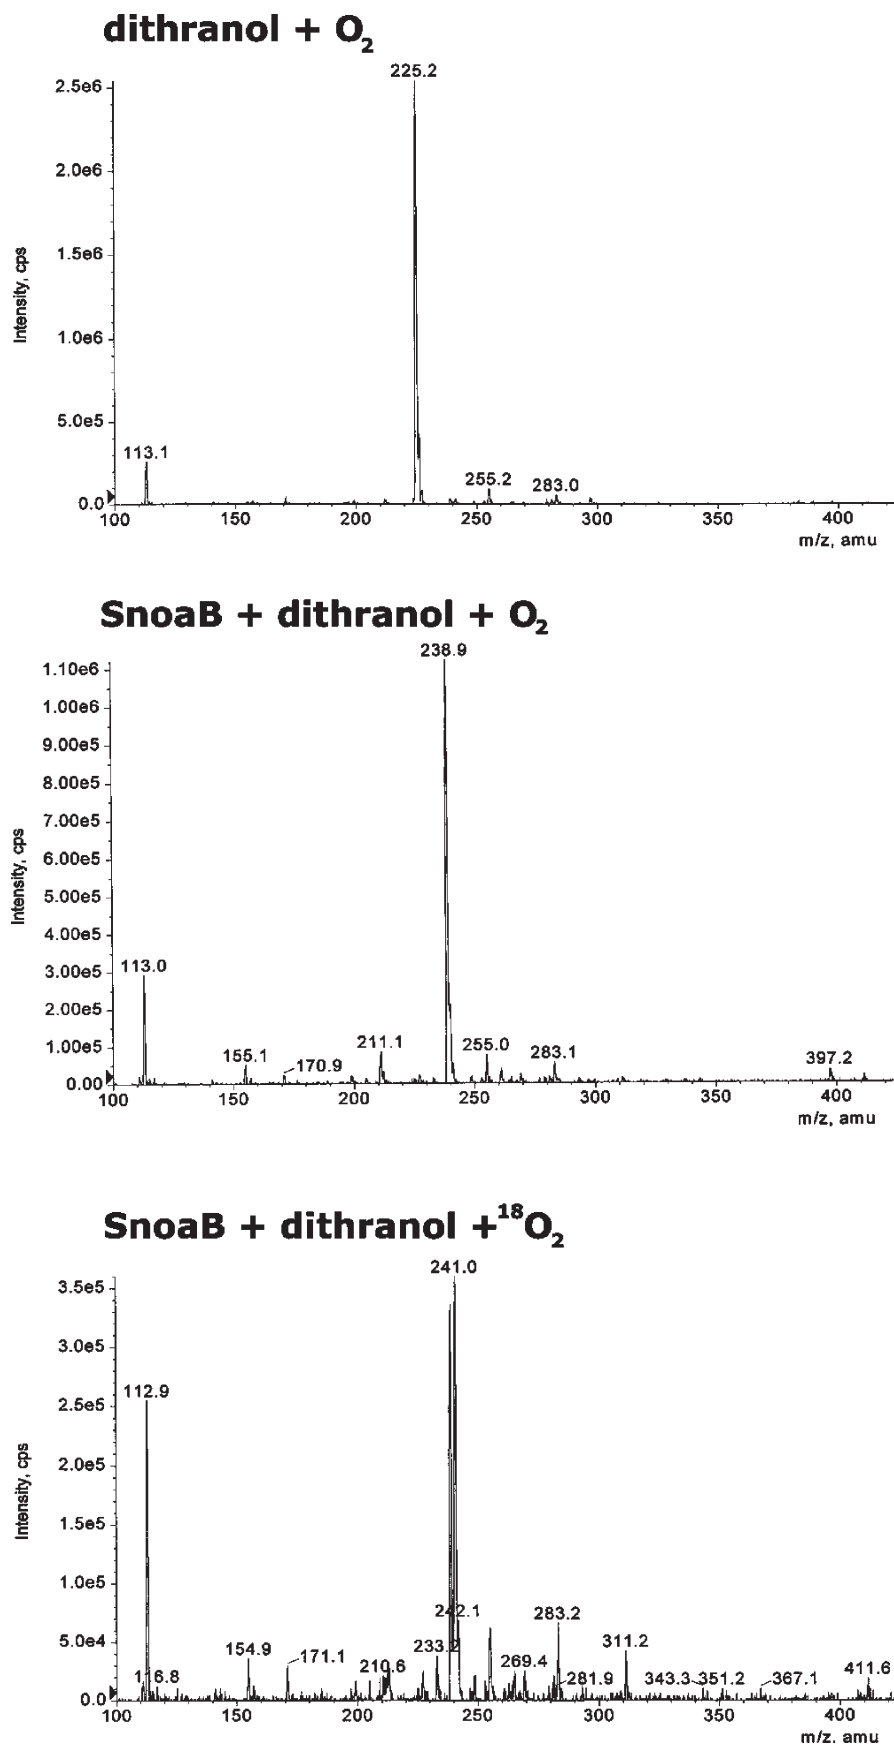 dithranol + O2
225.2
2.5e6
2.0e6
1.5e6
Intensity, cps
1.0e6
5.0e5
113.1
255.2
283.0
0.0
100 150 200 250 300 350 400
m/z, amu
SnoaB + dithranol + O2
238.9
1.10e6
1.00e6
9.00e5
8.00e5
7.00e5
6.00e5
Intensity, cps
5.00e5
4.00e5
3.00e5
113.0
2.00e5
1.00e5
211.1
255.0
155.1
170.9
283.1
397.2
0.00
100 150 200 250 300 350 400
m/z, amu
SnoaB + dithranol +18O2
241.0
3.5e5
3.0e5
112.9
2.5e5
2.0e5
Intensity, cps
1.5e5
1.0e5
242.1
283.2
5.0e4
154.9
171.1
233.2
311.2
116.8
210.6
269.4
281.9
343.3
351.2
367.1
411.6
0.0
100 150 200 250 300 350 400
m/z, amu